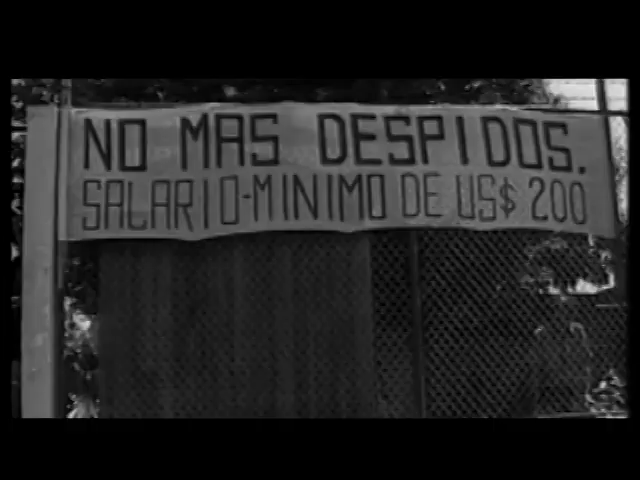 NO MAS DESPIDOS.
SALARIO-MINIMO DE US$ 200